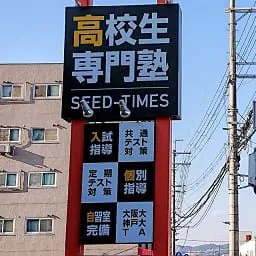 高校生
専門塾
SEED-TIMES
入試
指導
共通
テスト
対策
定期
テスト
対策
個別
指導
自習室
完備
大阪大
神戸大
T A